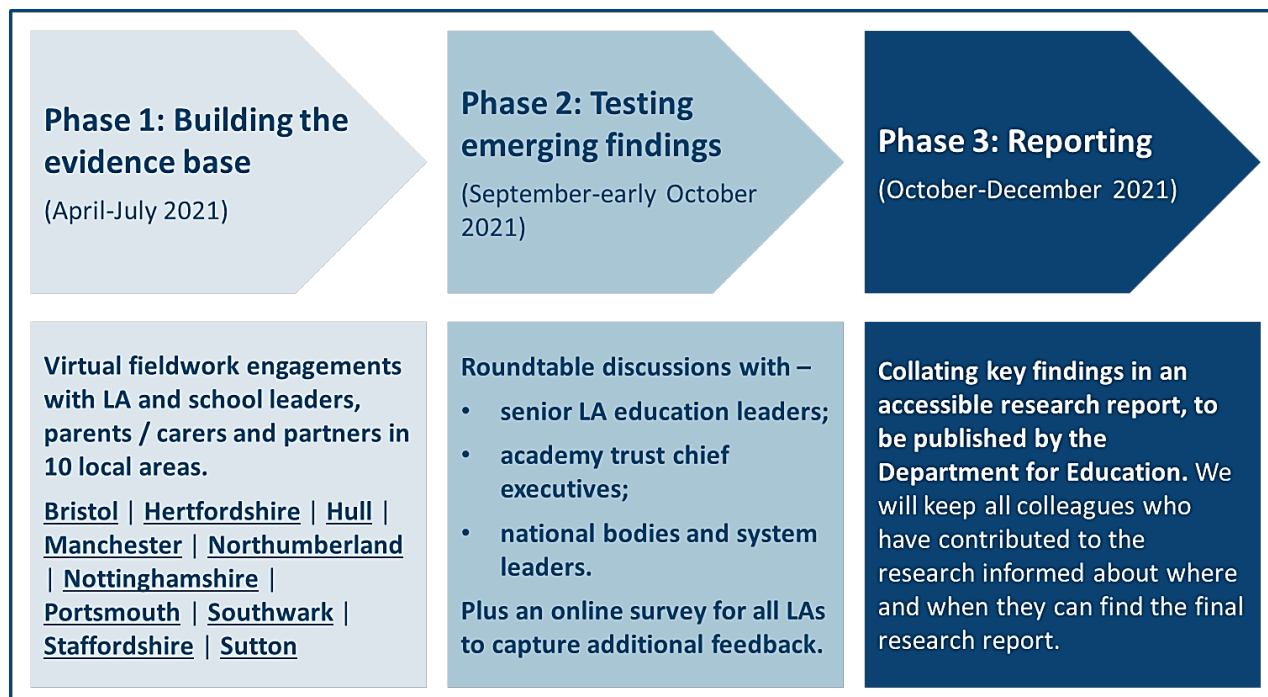 Phase 1: Building the
evidence base
(April-July 2021)
Phase 2: Testing
emerging findings
(September-early October
2021)
Phase 3: Reporting
(October-December 2021)
Virtual fieldwork engagements
with LA and school leaders,
parents / carers and partners in
10 local areas.
Bristol | Hertfordshire | Hull |
Manchester | Northumberland
| Nottinghamshire |
Portsmouth | Southwark |
Staffordshire | Sutton
Roundtable discussions with –
• senior LA education leaders;
• academy trust chief
executives;
• national bodies and system
leaders.
Plus an online survey for all LAs
to capture additional feedback.
Collating key findings in an
accessible research report, to
be published by the
Department for Education. We
will keep all colleagues who
have contributed to the
research informed about where
and when they can find the final
research report.